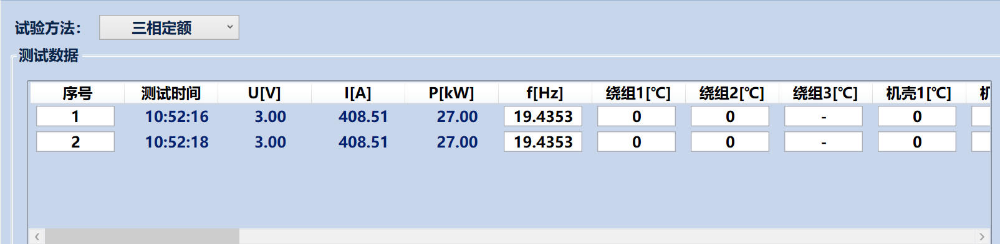 试验方法： 三相定额
测试数据
序号 测试时间 U[V] I[A] P[kW] f[Hz] 绕组1[℃] 绕组2[℃] 绕组3[℃] 机壳1[℃]
1 10:52:16 3.00 408.51 27.00 19.4353 0 0 - 0
2 10:52:18 3.00 408.51 27.00 19.4353 0 0 - 0